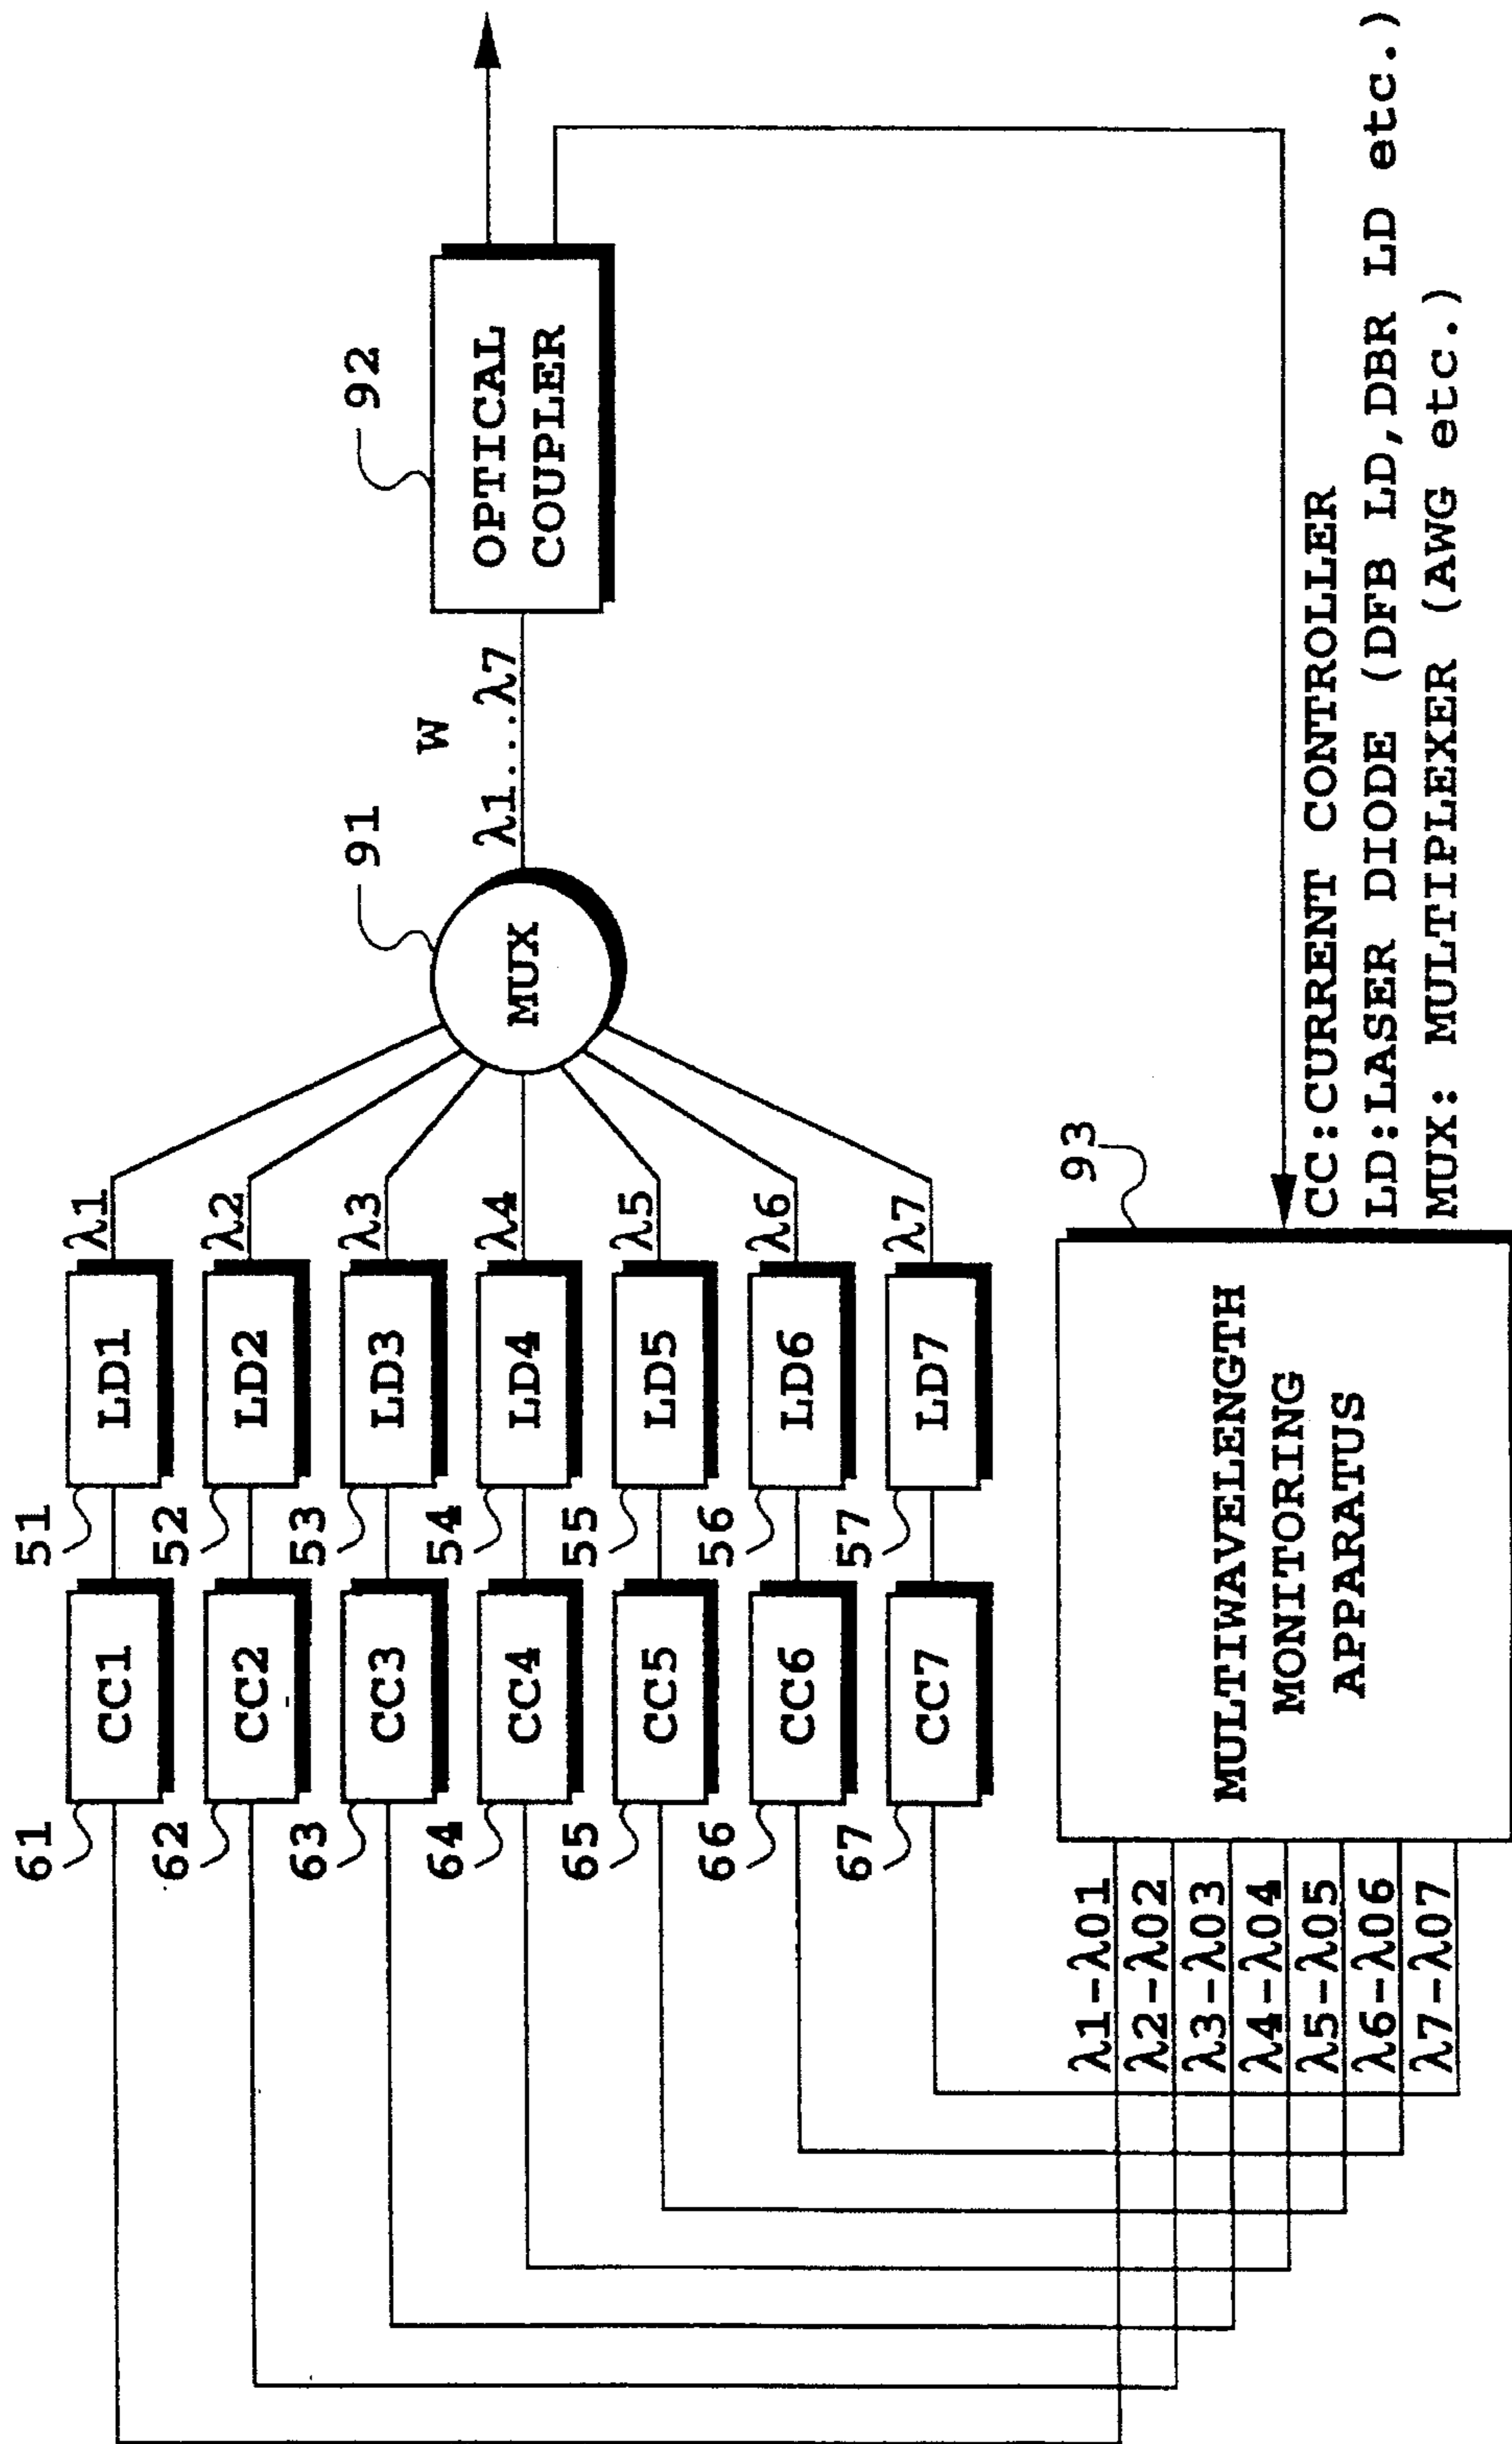 61
CC1
51
LD1
λ1
62
CC2
52
LD2
λ2
63
CC3
53
LD3
λ3
64
CC4
54
LD4
λ4
65
CC5
55
LD5
λ5
66
CC6
56
LD6
λ6
67
CC7
57
LD7
λ7
91
MUX
W
λ1...λ7
92
OPTICAL
COUPLER
93
MULTIWAVELENGTH
MONITORING
APPARATUS
λ1-λ01
λ2-λ02
λ3-λ03
λ4-λ04
λ5-λ05
λ6-λ06
λ7-λ07
CC:CURRENT CONTROLLER
LD:LASER DIODE (DFB LD,DBR LD etc.)
MUX: MULTIPLEXER (AWG etc.)